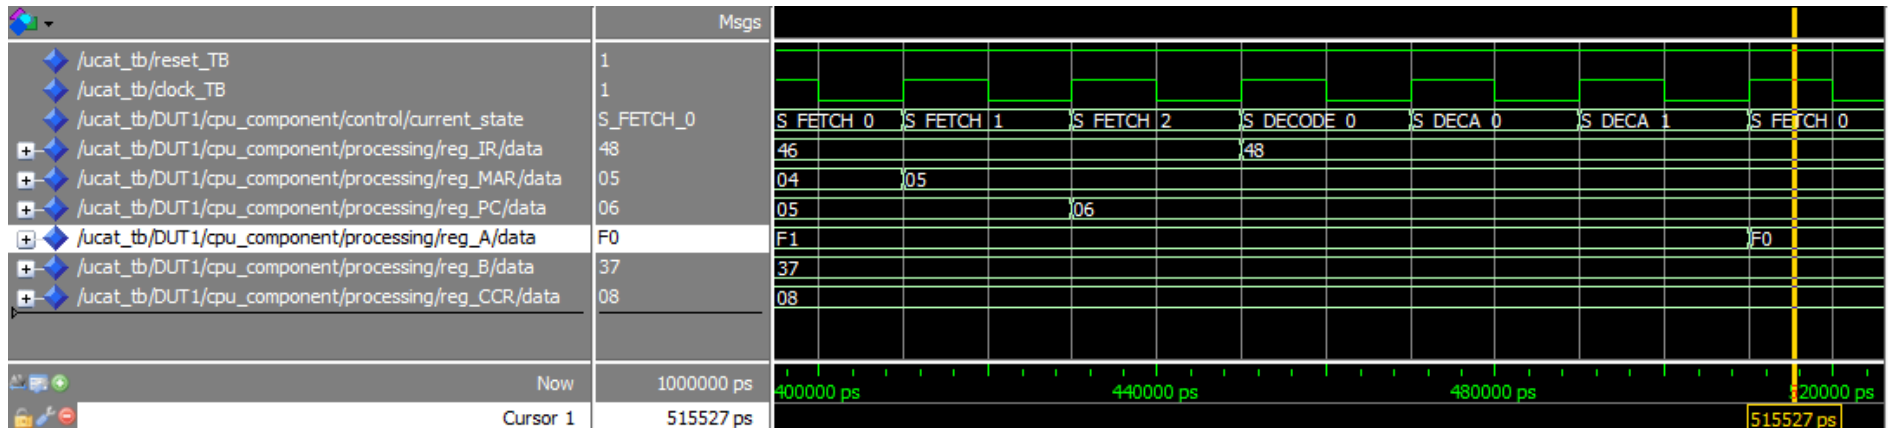 Msgs
/ucat_tb/reset_TB 1
/ucat_tb/clock_TB 1
/ucat_tb/DUT1/cpu_component/control/current_state S_FETCH_0 S_FETCH_0 S_FETCH_1 S_FETCH_2 S_DECODE_0 S_DECA_0 S_DECA_1 S_FETCH_0
/ucat_tb/DUT1/cpu_component/processing/reg_IR/data 48 46 48
/ucat_tb/DUT1/cpu_component/processing/reg_MAR/data 05 04 05
/ucat_tb/DUT1/cpu_component/processing/reg_PC/data 06 05 06
/ucat_tb/DUT1/cpu_component/processing/reg_A/data F0 F1 F0
/ucat_tb/DUT1/cpu_component/processing/reg_B/data 37 37
/ucat_tb/DUT1/cpu_component/processing/reg_CCR/data 08 08
Now 1000000 ps 400000 ps 440000 ps 480000 ps 520000 ps
Cursor 1 515527 ps 515527 ps